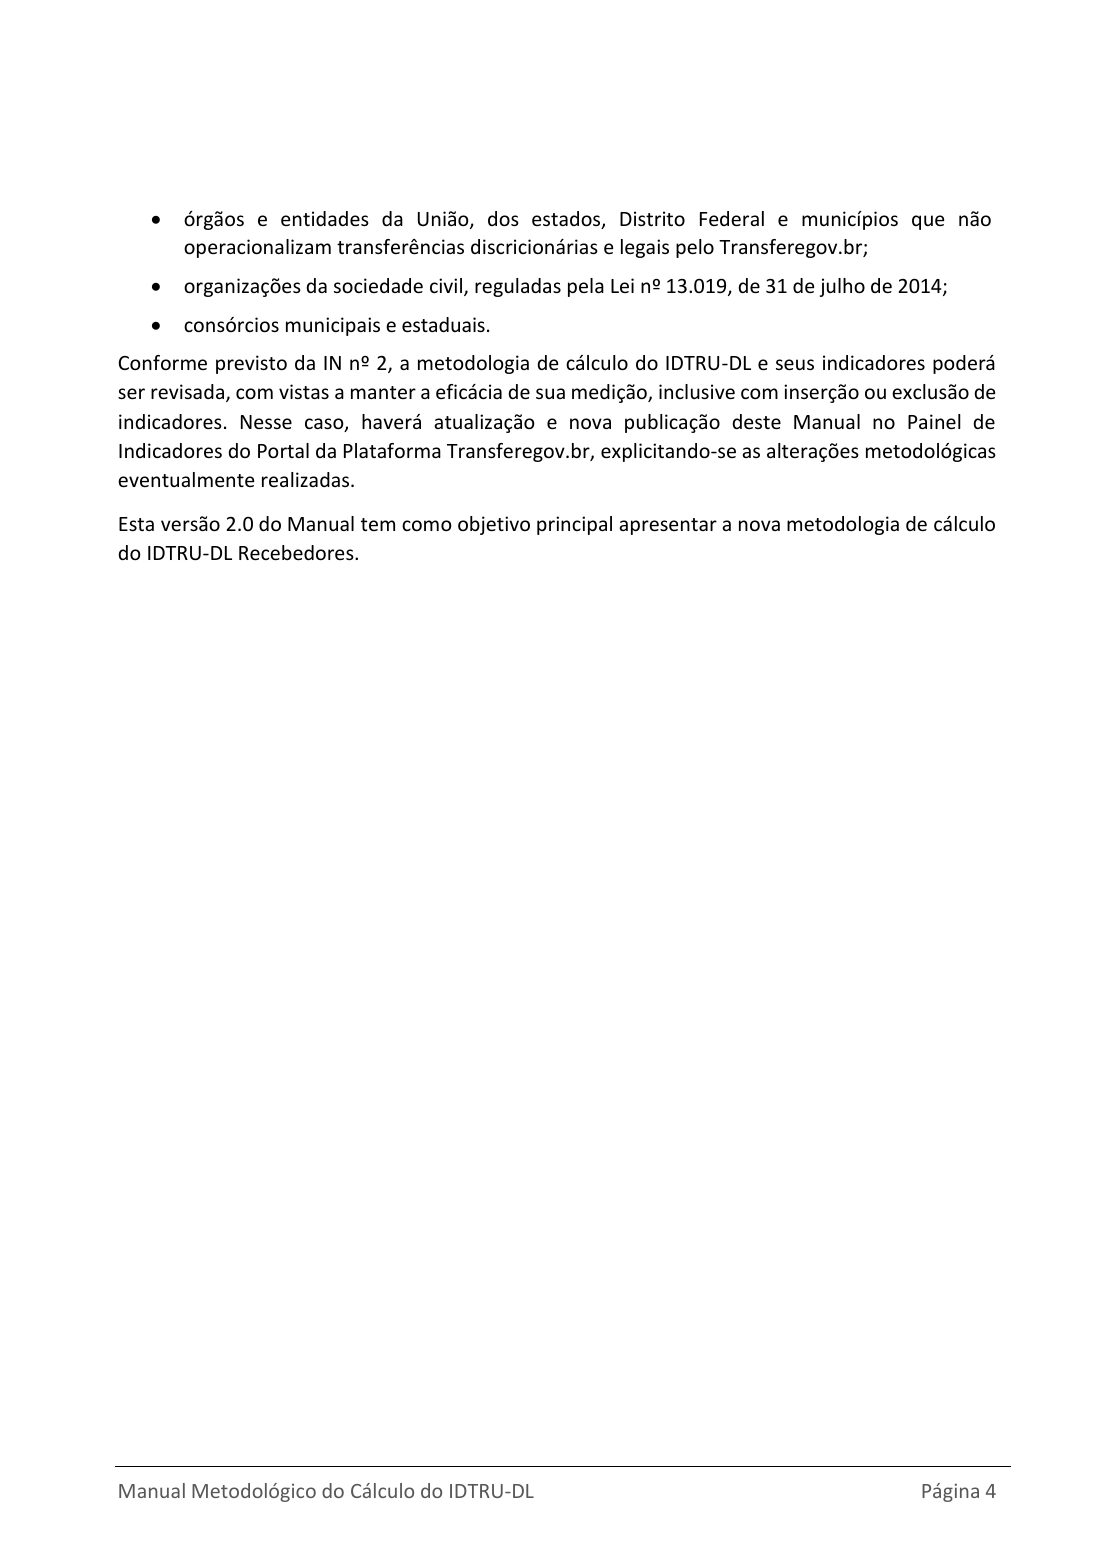 • órgãos e entidades da União, dos estados, Distrito Federal e municípios que não
operacionalizam transferências discricionárias e legais pelo Transferegov.br;
• organizações da sociedade civil, reguladas pela Lei nº 13.019, de 31 de julho de 2014;
• consórcios municipais e estaduais.
Conforme previsto da IN nº 2, a metodologia de cálculo do IDTRU-DL e seus indicadores poderá
ser revisada, com vistas a manter a eficácia de sua medição, inclusive com inserção ou exclusão de
indicadores. Nesse caso, haverá atualização e nova publicação deste Manual no Painel de
Indicadores do Portal da Plataforma Transferegov.br, explicitando-se as alterações metodológicas
eventualmente realizadas.
Esta versão 2.0 do Manual tem como objetivo principal apresentar a nova metodologia de cálculo
do IDTRU-DL Recebedores.
Manual Metodológico do Cálculo do IDTRU-DL Página 4